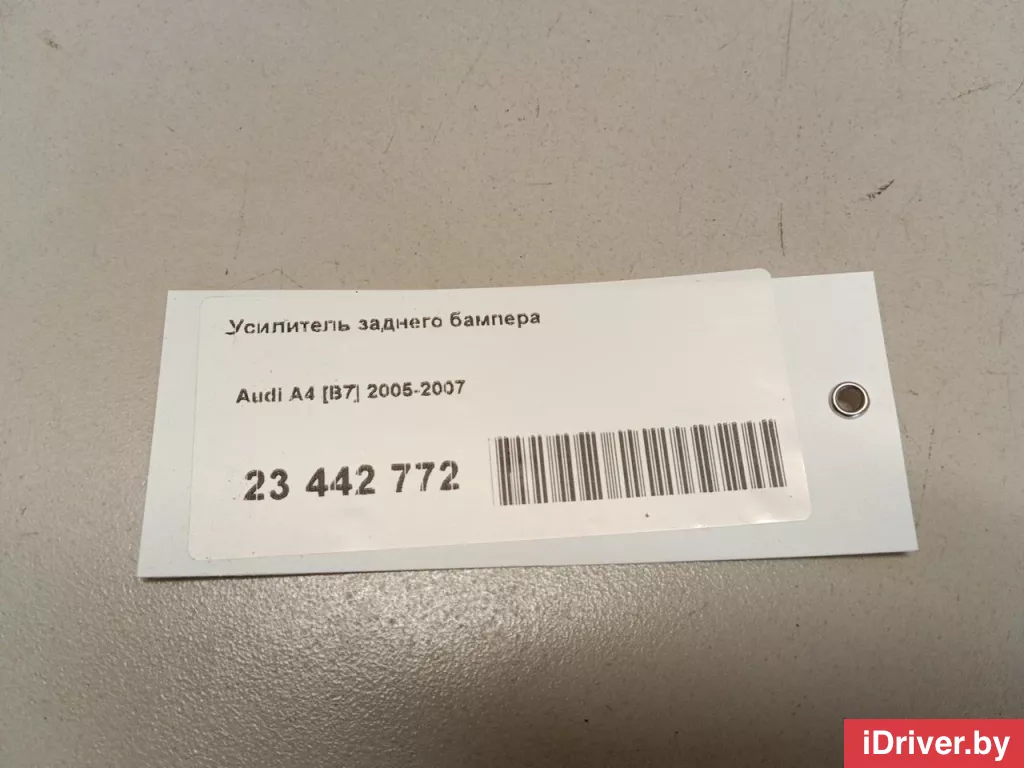 Усилитель заднего бампера
Audi A4 [B7] 2005-2007
23 442 772
iDriver.by